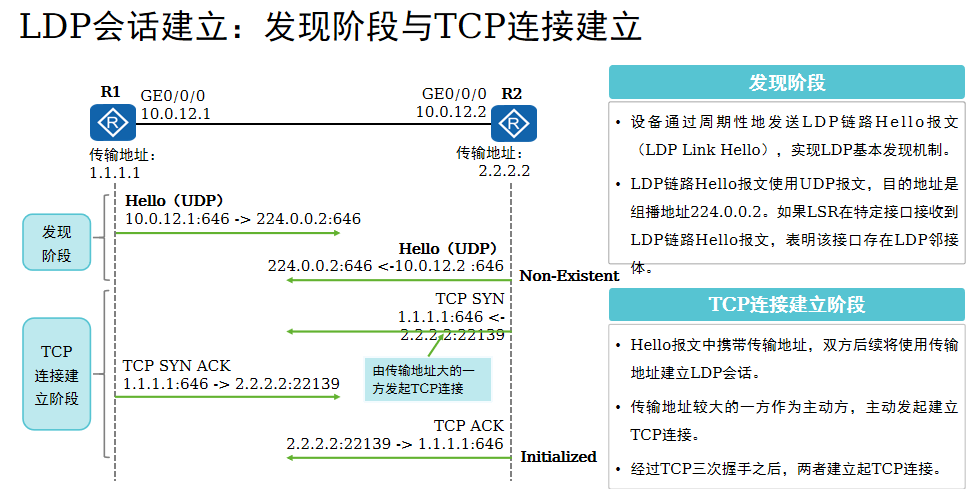 LDP会话建立：发现阶段与TCP连接建立
R1
GE0/0/0
10.0.12.1
GE0/0/0
10.0.12.2
R2
R
R
传输地址：
1.1.1.1
传输地址：
2.2.2.2
发现
阶段
Hello（UDP）
10.0.12.1:646 -> 224.0.0.2:646
Hello（UDP）
224.0.0.2:646 <-10.0.12.2 :646
Non-Existent
TCP
连接建
立阶段
TCP SYN
1.1.1.1:646 <-
2.2.2.2:22139
由传输地址大的一
方发起TCP连接
TCP SYN ACK
1.1.1.1:646 -> 2.2.2.2:22139
TCP ACK
2.2.2.2:22139 -> 1.1.1.1:646
Initialized
发现阶段
• 设备通过周期性地发送LDP链路Hello报文
（LDP Link Hello），实现LDP基本发现机制。
• LDP链路Hello报文使用UDP报文，目的地址是
组播地址224.0.0.2。如果LSR在特定接口接收到
LDP链路Hello报文，表明该接口存在LDP邻接
体。
TCP连接建立阶段
• Hello报文中携带传输地址，双方后续将使用传输
地址建立LDP会话。
• 传输地址较大的一方作为主动方，主动发起建立
TCP连接。
• 经过TCP三次握手之后，两者建立起TCP连接。